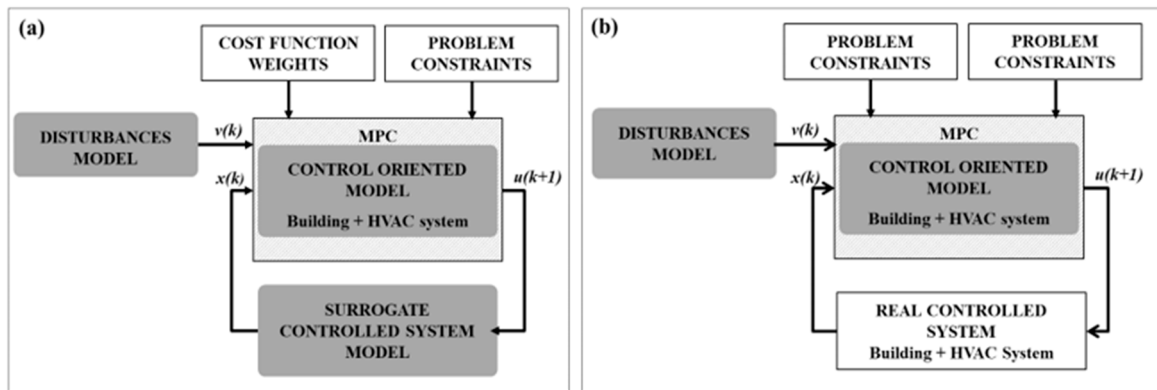 (a)
COST FUNCTION
WEIGHTS
PROBLEM
CONSTRAINTS
DISTURBANCES
MODEL
v(k)
x(k)
MPC
CONTROL ORIENTED
MODEL
Building + HVAC system
u(k+1)
SURROGATE
CONTROLLED SYSTEM
MODEL
(b)
PROBLEM
CONSTRAINTS
PROBLEM
CONSTRAINTS
DISTURBANCES
MODEL
v(k)
x(k)
MPC
CONTROL ORIENTED
MODEL
Building + HVAC system
u(k+1)
REAL CONTROLLED
SYSTEM
Building + HVAC System